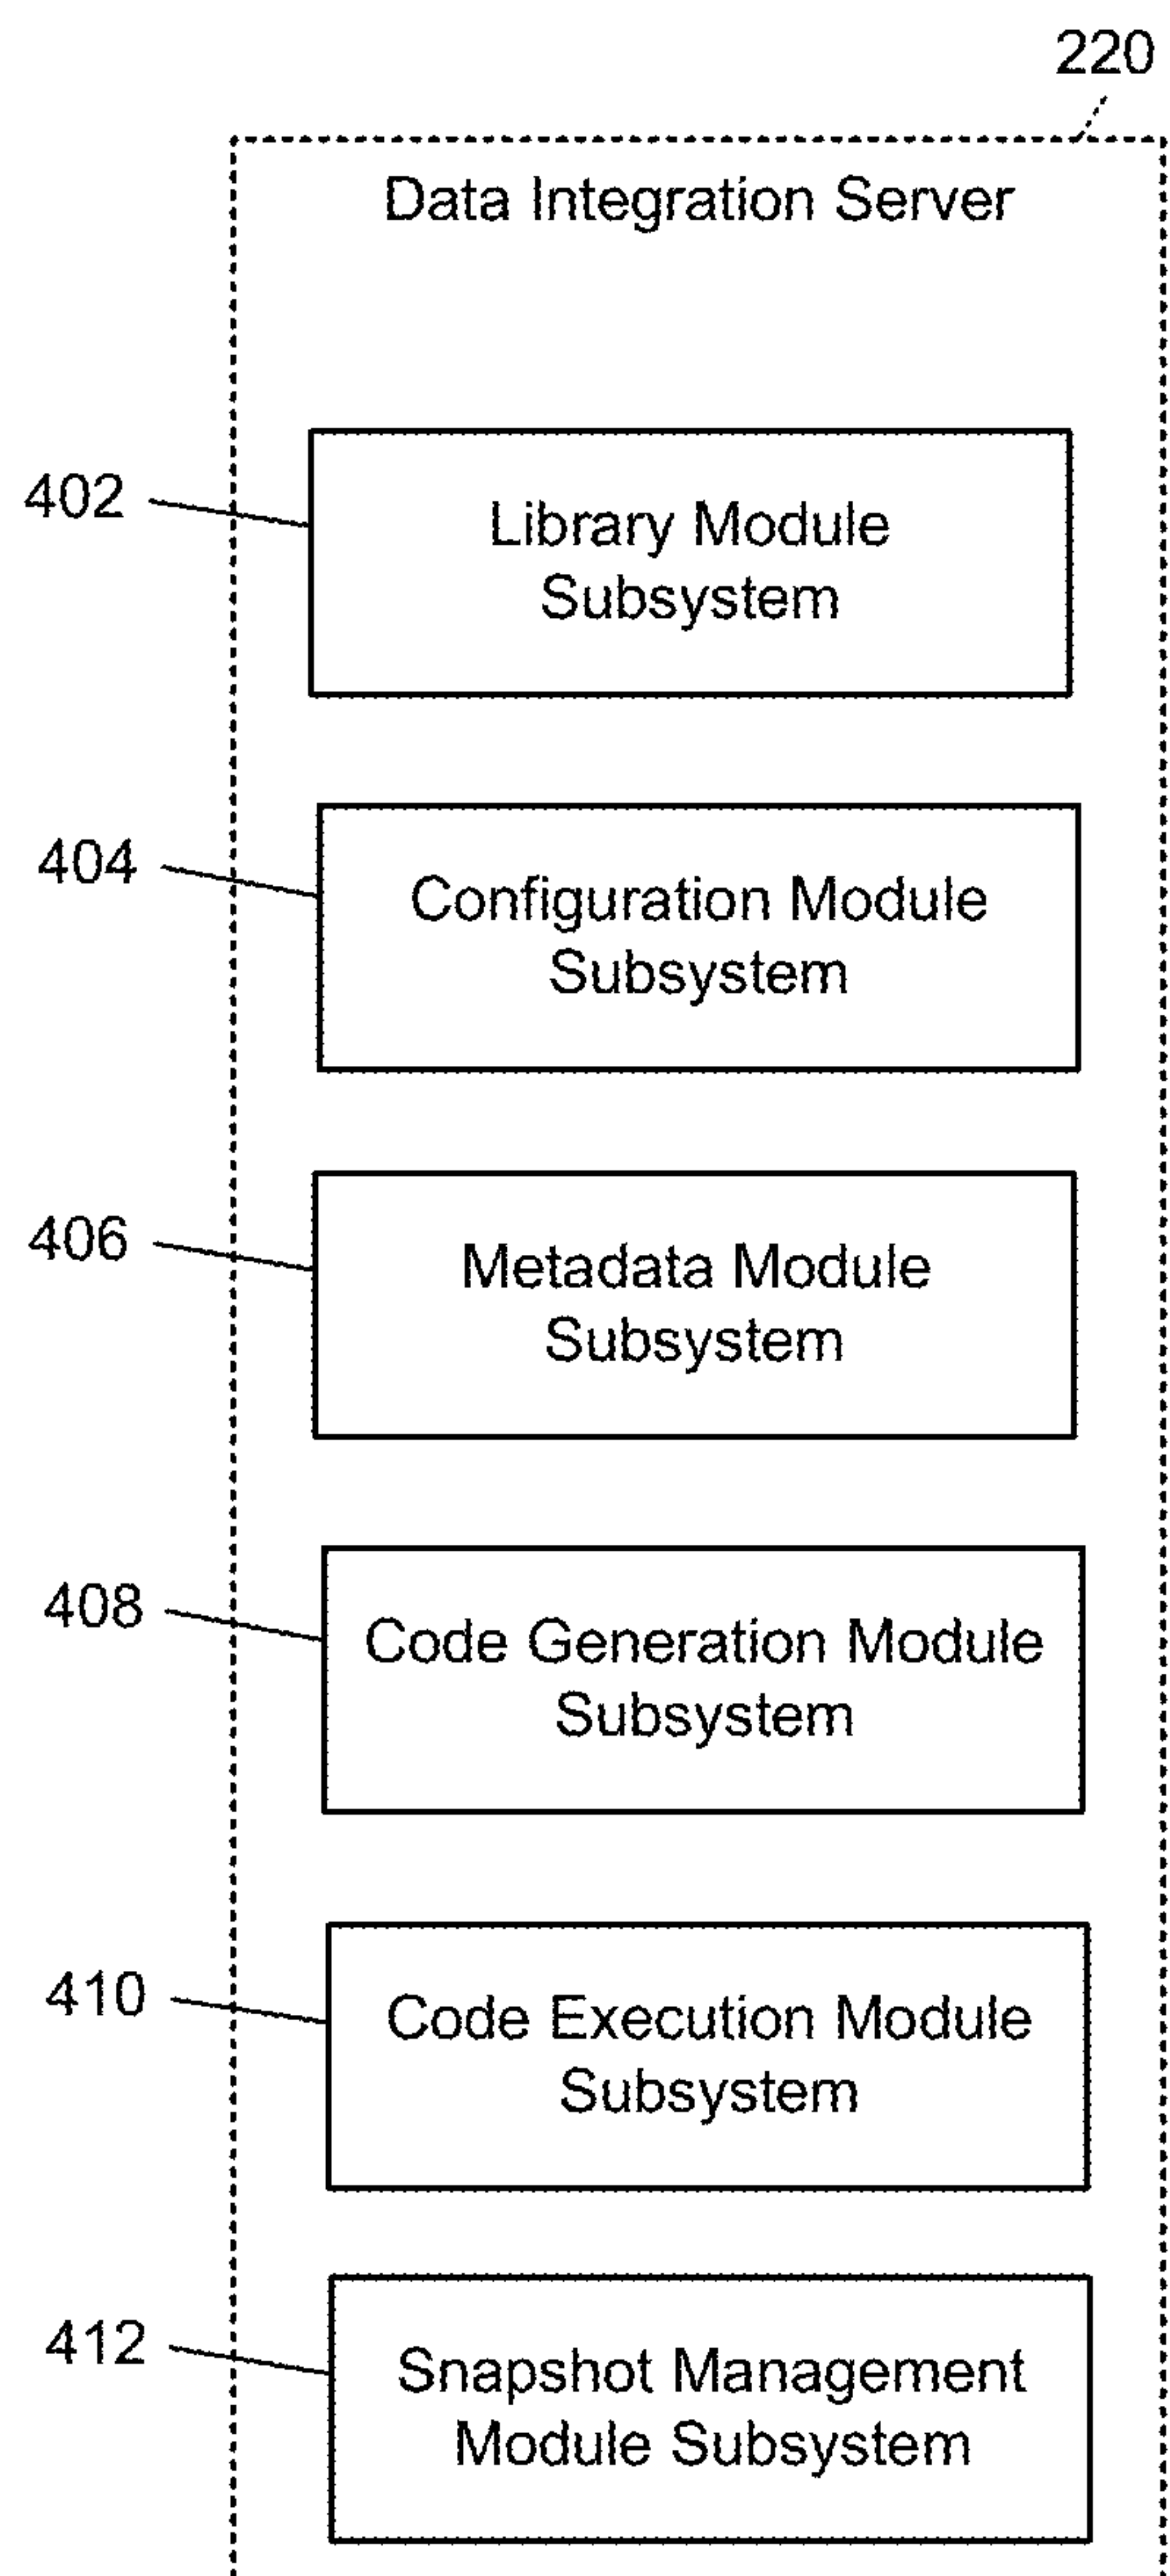 220
Data Integration Server
402
Library Module
Subsystem
404
Configuration Module
Subsystem
406
Metadata Module
Subsystem
408
Code Generation Module
Subsystem
410
Code Execution Module
Subsystem
412
Snapshot Management
Module Subsystem